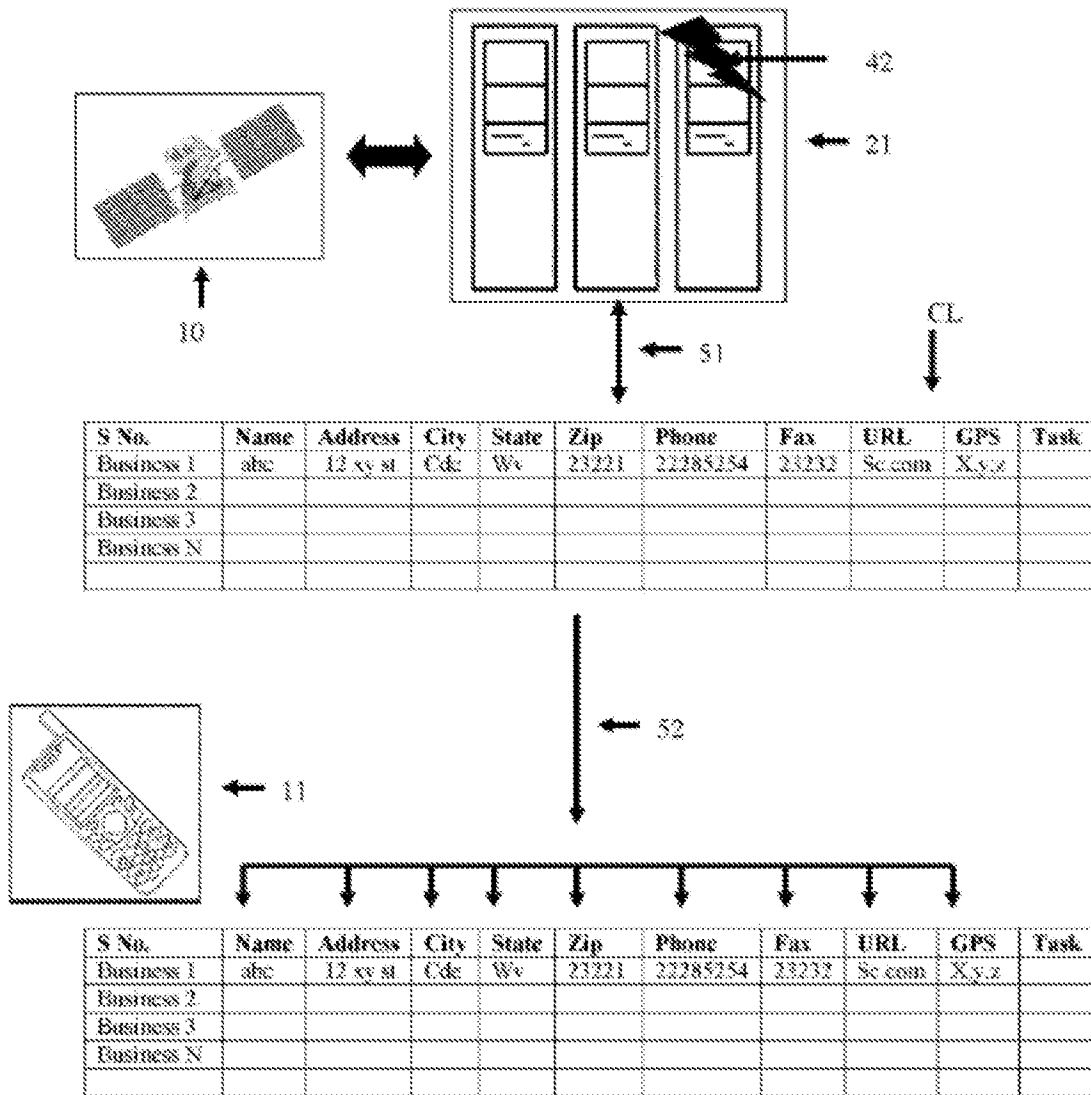 42
21
10
51
CL
S No. Name Address City State Zip Phone Fax URL GPS Task
Business 1 abc 12 xy st Cdc Wv 23221 22285254 23232 Sc.com X,y,z
Business 2
Business 3
Business N
52
11
S No. Name Address City State Zip Phone Fax URL GPS Task
Business 1 abc 12 xy st Cdc Wv 23221 22285254 23232 Sc.com X,y,z
Business 2
Business 3
Business N